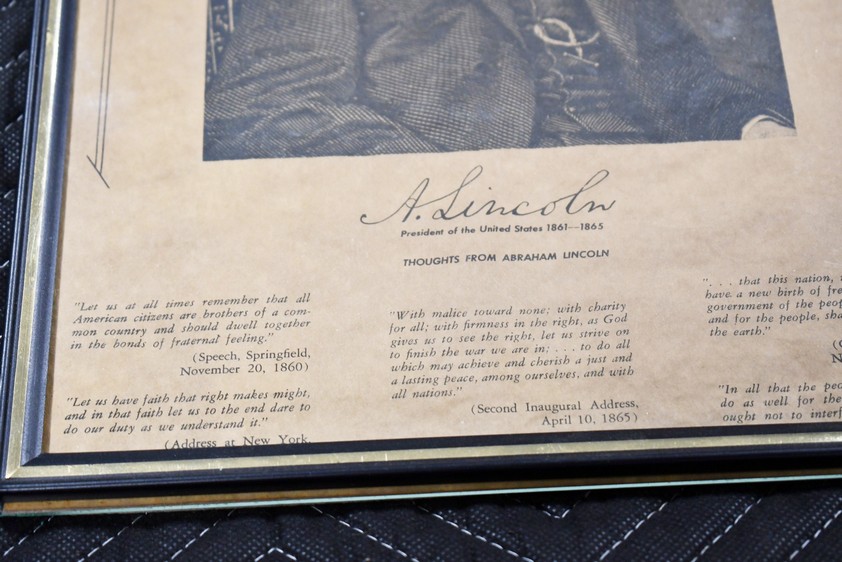 A. Lincoln
President of the United States 1861—1865
THOUGHTS FROM ABRAHAM LINCOLN
"Let us at all times remember that all
American citizens are brothers of a com-
mon country and should dwell together
in the bonds of fraternal feeling."
(Speech, Springfield,
November 20, 1860)
"Let us have faith that right makes might,
and in that faith let us to the end dare to
do our duty as we understand it."
(Address at New York,
"With malice toward none; with charity
for all; with firmness in the right, as God
gives us to see the right, let us strive on
to finish the war we are in; . . . to do all
which may achieve and cherish a just and
a lasting peace, among ourselves, and with
all nations."
(Second Inaugural Address,
April 10, 1865)
". . . that this nation,
have a new birth of
government of the
and for the people,
the earth."
"In all that the
do as well for
ought not to